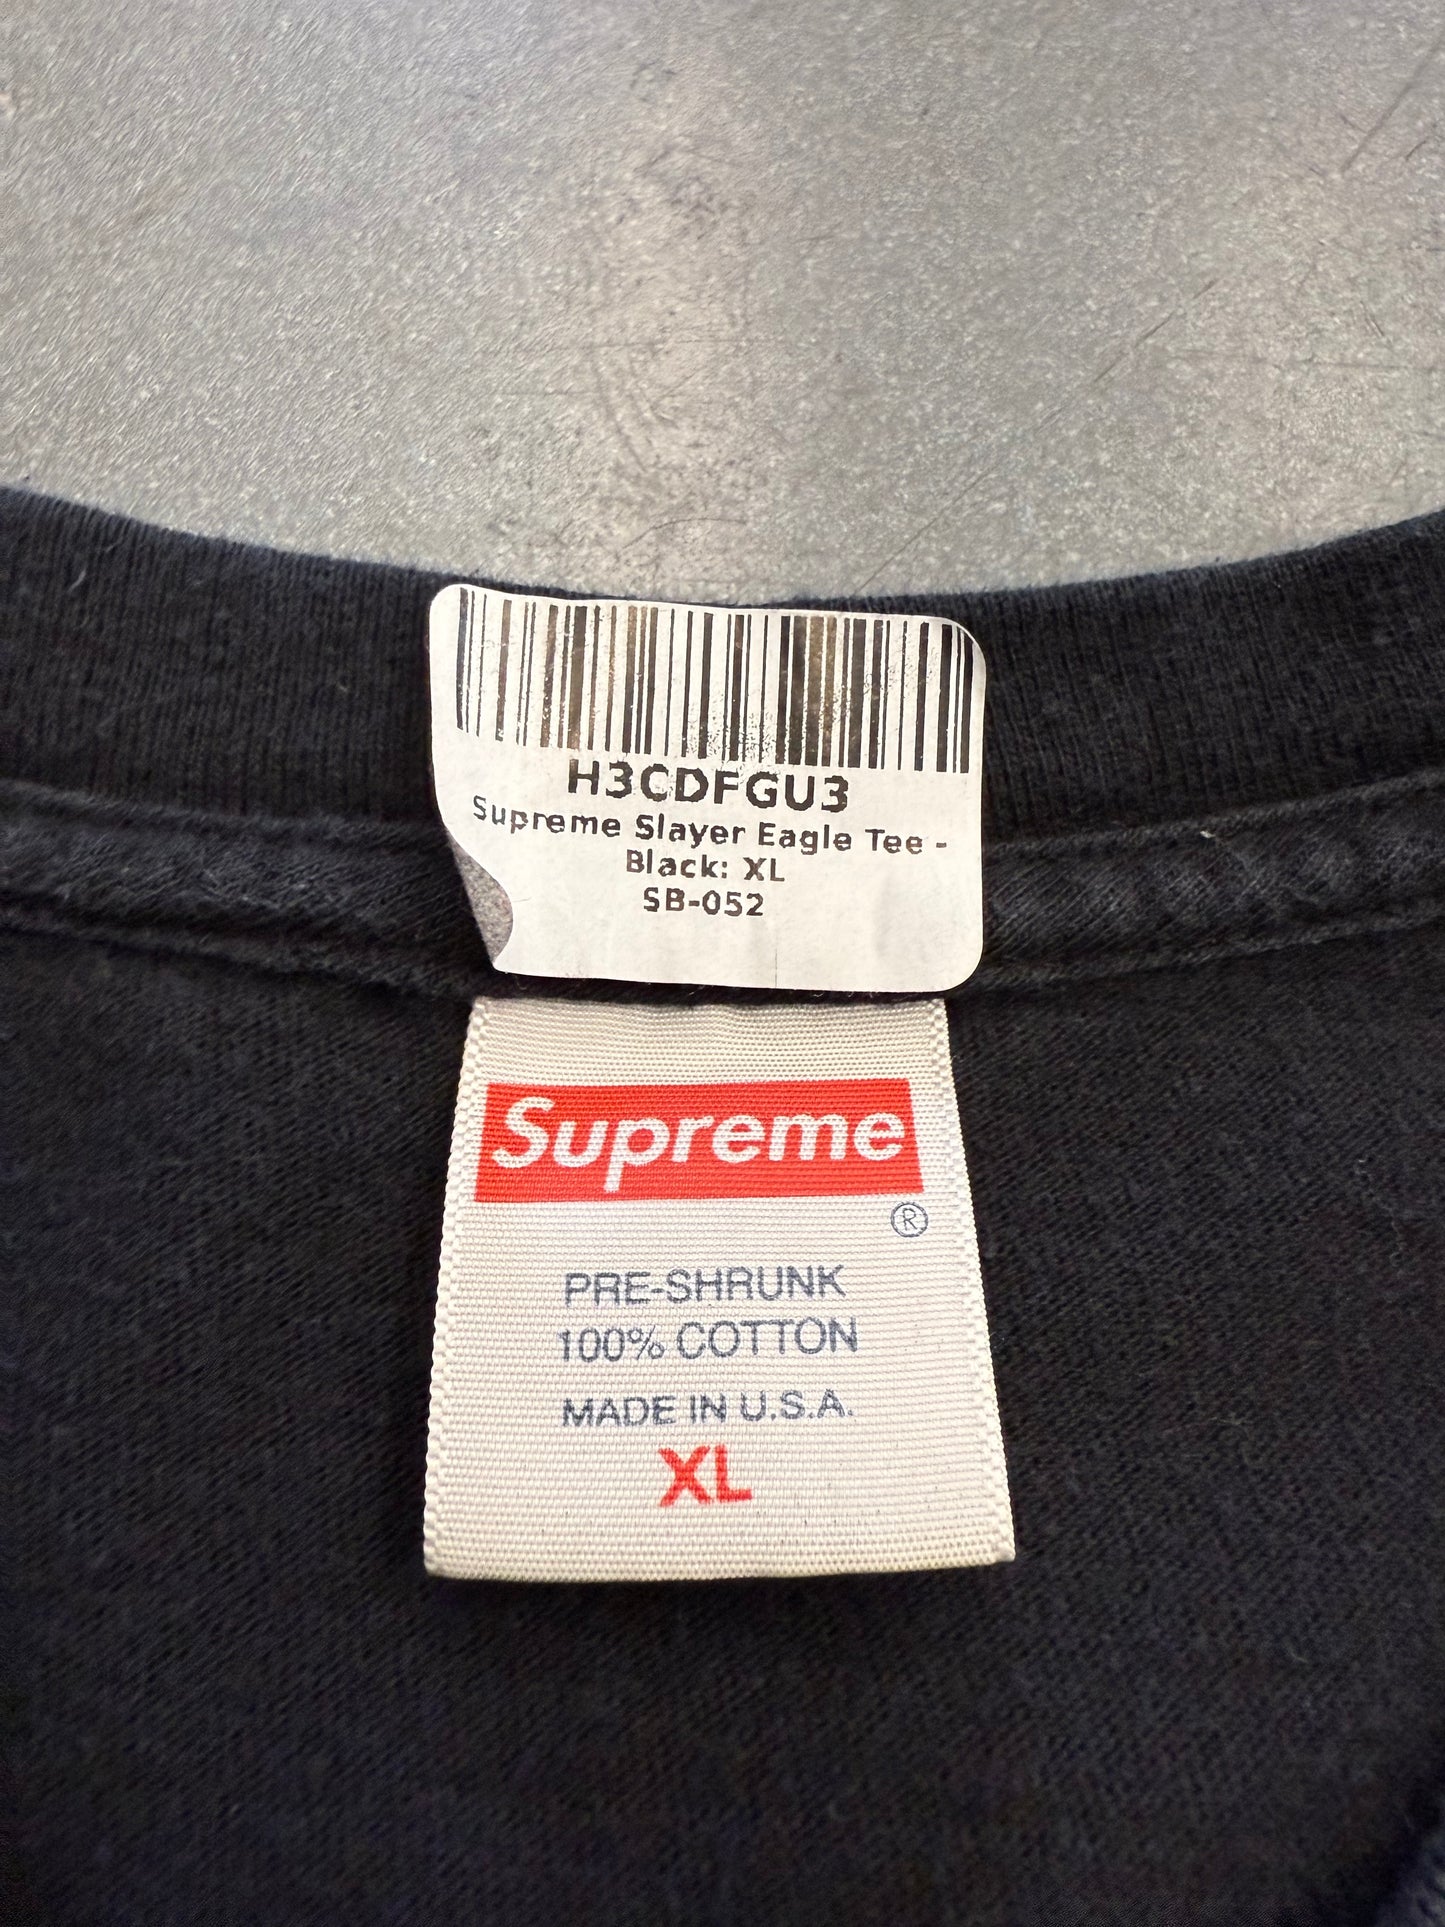 H3CDFGU3
Supreme Slayer Eagle Tee -
Black: XL
SB-052
Supreme
®
PRE-SHRUNK
100% COTTON
MADE IN U.S.A.
XL